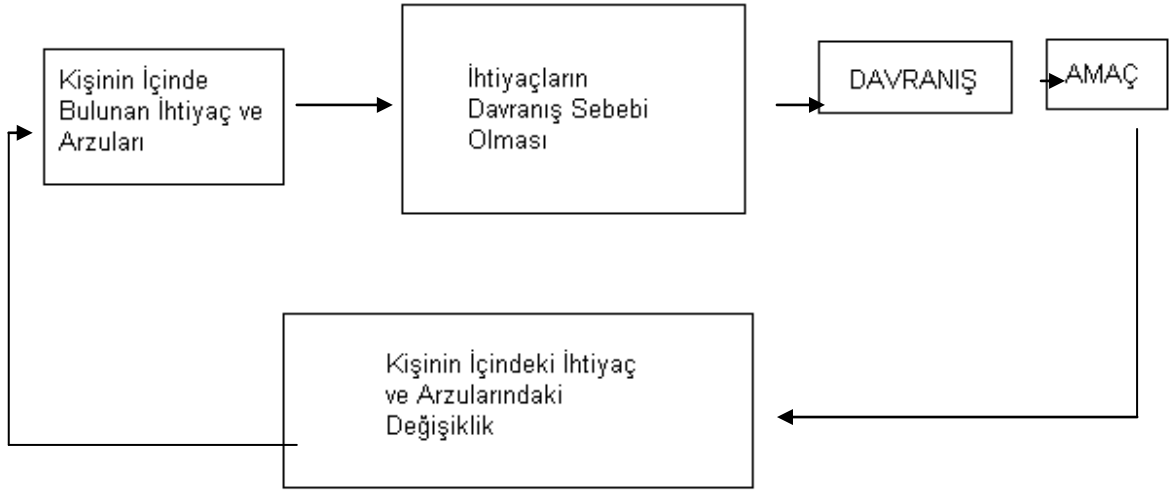 Kişinin İçinde
Bulunan İhtiyaç ve
Arzuları
İhtiyaçların
Davranış Sebebi
Olması
DAVRANIŞ
AMAÇ
Kişinin İçindeki İhtiyaç
ve Arzularındaki
Değişiklik